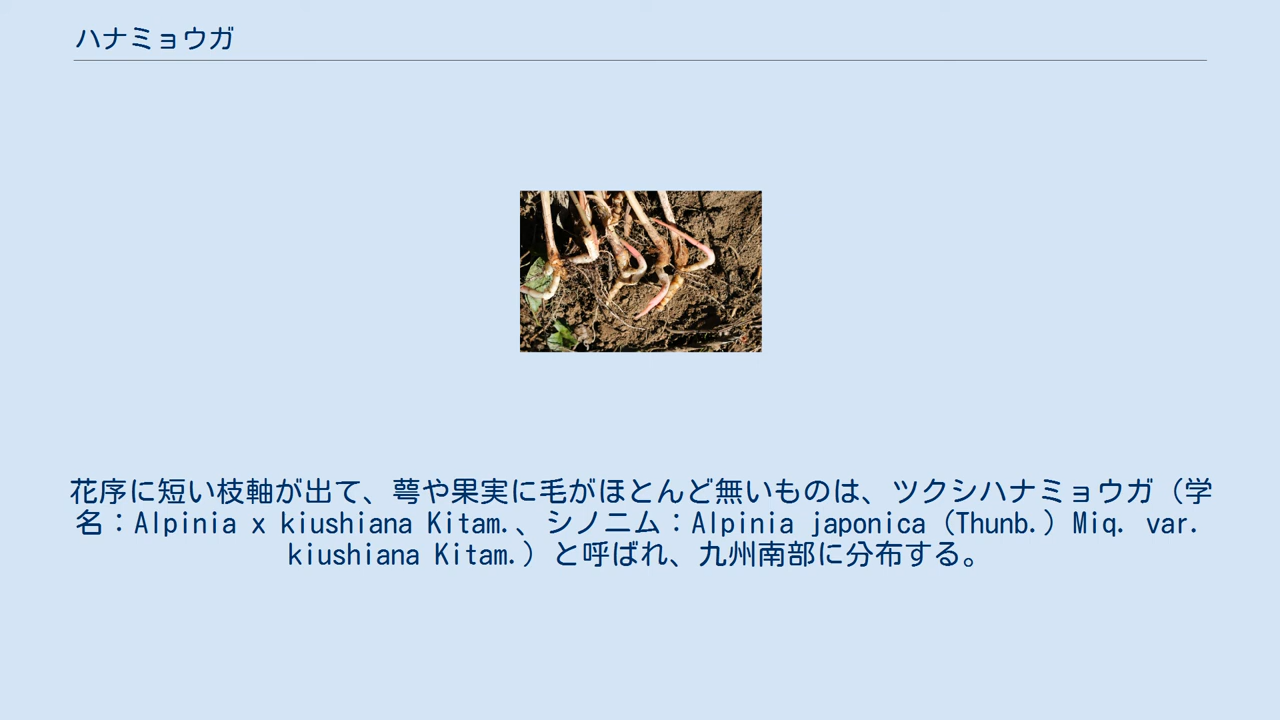 ハナミョウガ
花序に短い枝軸が出て、萼や果実に毛がほとんど無いものは、ツクシハナミョウガ（学
名：Alpinia x kiushiana Kitam.、シノニム：Alpinia japonica（Thunb.）Miq. var.
kiushiana Kitam.）と呼ばれ、九州南部に分布する。